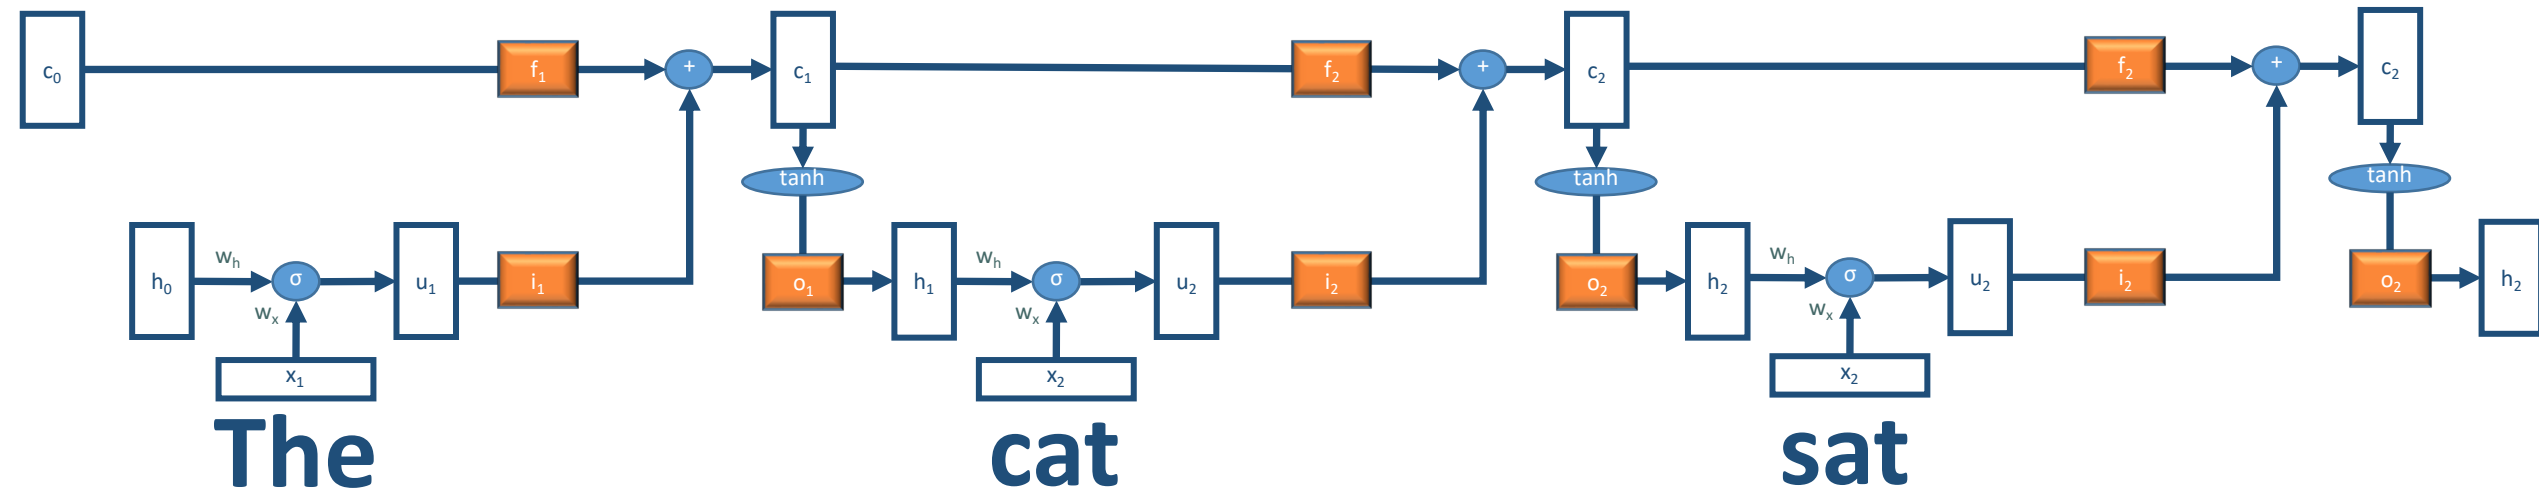 c₀ f₁ + c₁ f₂ + c₂ f₂ + c₂
tanh tanh tanh
h₀ wₕ σ u₁ i₁ o₁ h₁ wₕ σ u₂ i₂ o₂ h₂ wₕ σ u₂ i₂ o₂ h₂
wₓ wₓ wₓ
x₁ x₂ x₂
The cat sat